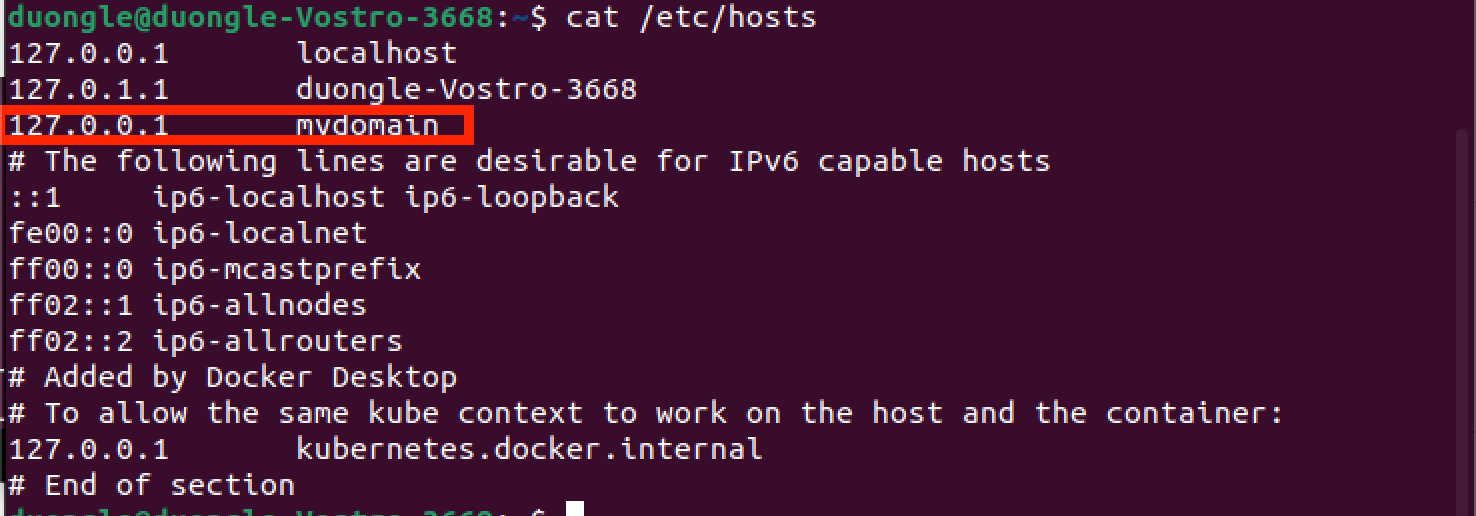 duongle@duongle-Vostro-3668:~$ cat /etc/hosts
127.0.0.1       localhost
127.0.1.1       duongle-Vostro-3668
127.0.0.1       mydomain
# The following lines are desirable for IPv6 capable hosts
::1     ip6-localhost ip6-loopback
fe00::0 ip6-localnet
ff00::0 ip6-mcastprefix
ff02::1 ip6-allnodes
ff02::2 ip6-allrouters
# Added by Docker Desktop
# To allow the same kube context to work on the host and the container:
127.0.0.1       kubernetes.docker.internal
# End of section
duongle@duongle-Vostro-3668:~$